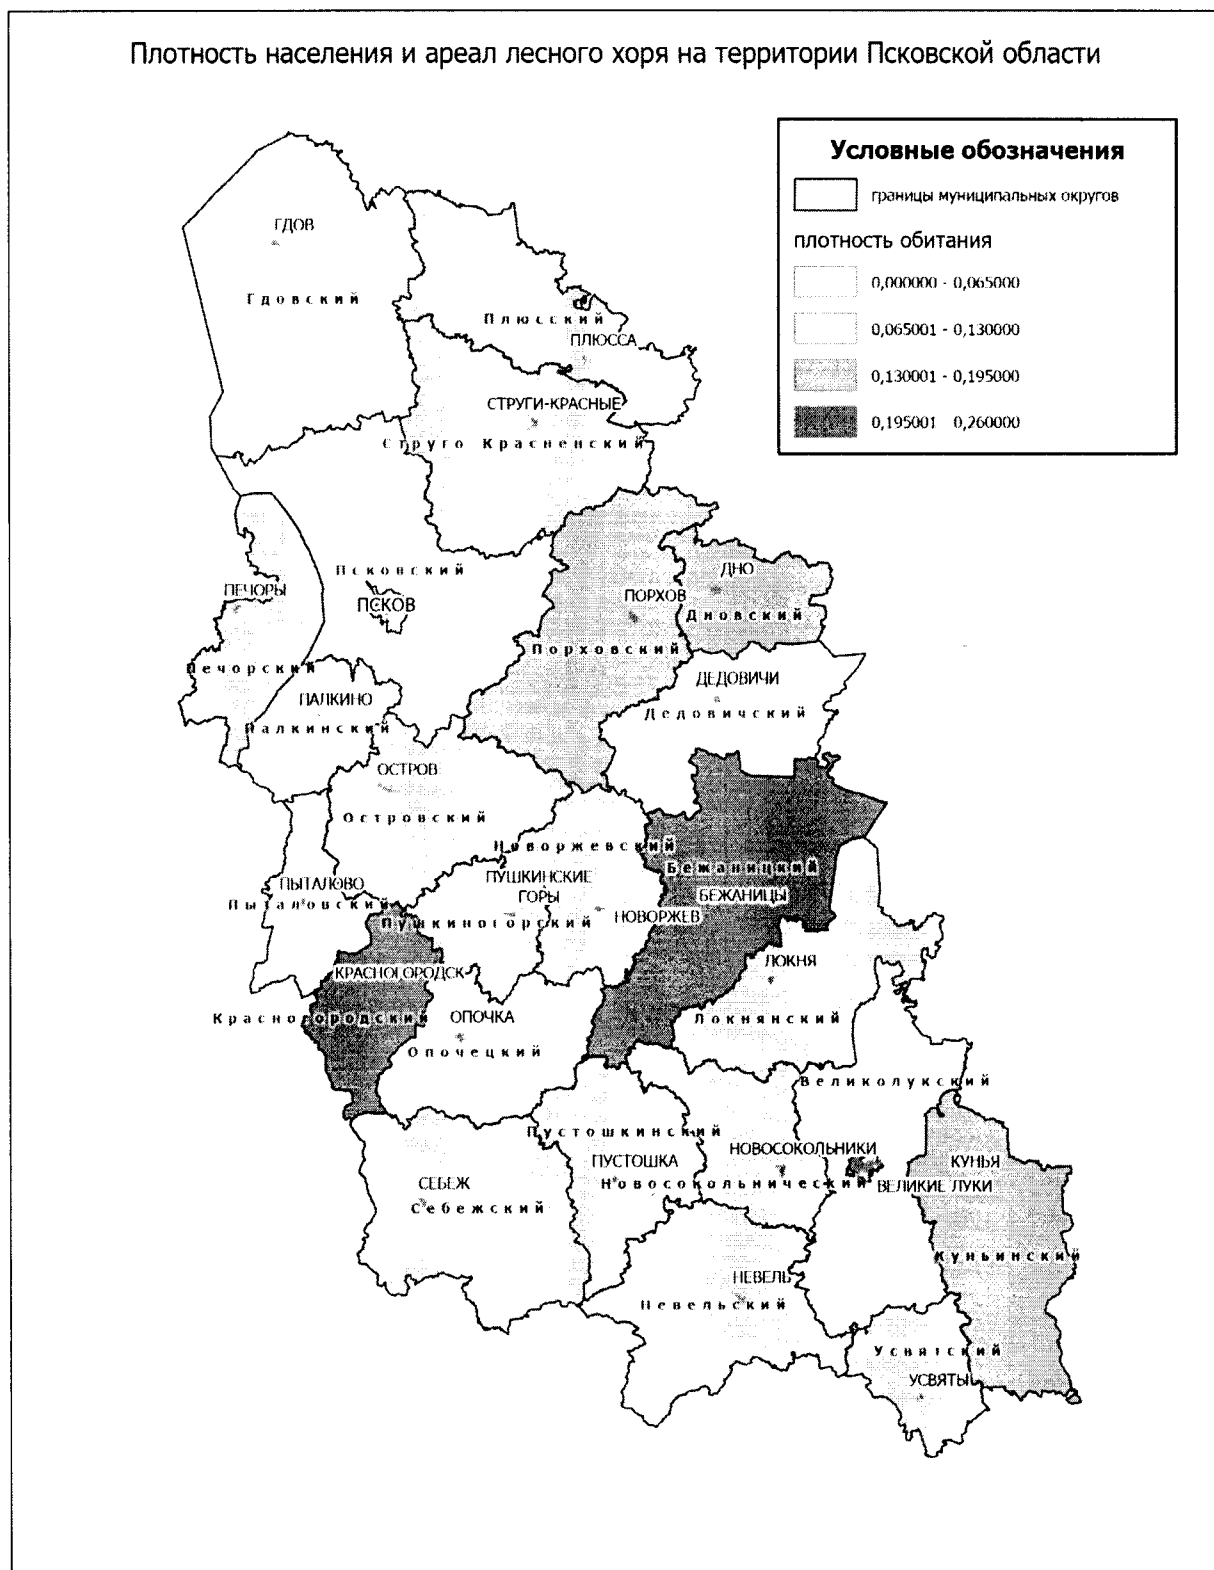 Плотность населения и ареал лесного хоря на территории Псковской области
Условные обозначения
границы муниципальных округов
плотность обитания
0,000000 - 0,065000
0,065001 - 0,130000
0,130001 - 0,195000
0,195001 0,260000
ГДОВ
Гдовский
Плюсский
ПЛЮССА
СТРУГИ-КРАСНЫЕ
Струго Красненский
Псковский
ПСКОВ
ПЕЧОРЫ
Печорский
ДНО
Дновский
ПОРХОВ
Порховский
ДЕДОВИЧИ
Дедовичский
ПАЛКИНО
Палкинский
ОСТРОВ
Островский
Новоржевский
Бежаницкий
БЕЖАНИЦЫ
ПУШКИНСКИЕ
ГОРЫ
ПЫТАЛОВО
Пыталовский
Пушкиногорский
НОВОРЖЕВ
ЛОКНЯ
Локнянский
КРАСНОГОРОДСК
Красногородский
ОПОЧКА
Опочецкий
Великолукский
Пустошкинский
ПУСТОШКА
НОВОСОКОЛЬНИКИ
Новосокольнический
ВЕЛИКИЕ ЛУКИ
КУНЬЯ
Куньинский
СЕБЕЖ
Себежский
НЕВЕЛЬ
Невельский
Усвятский
УСВЯТЫ